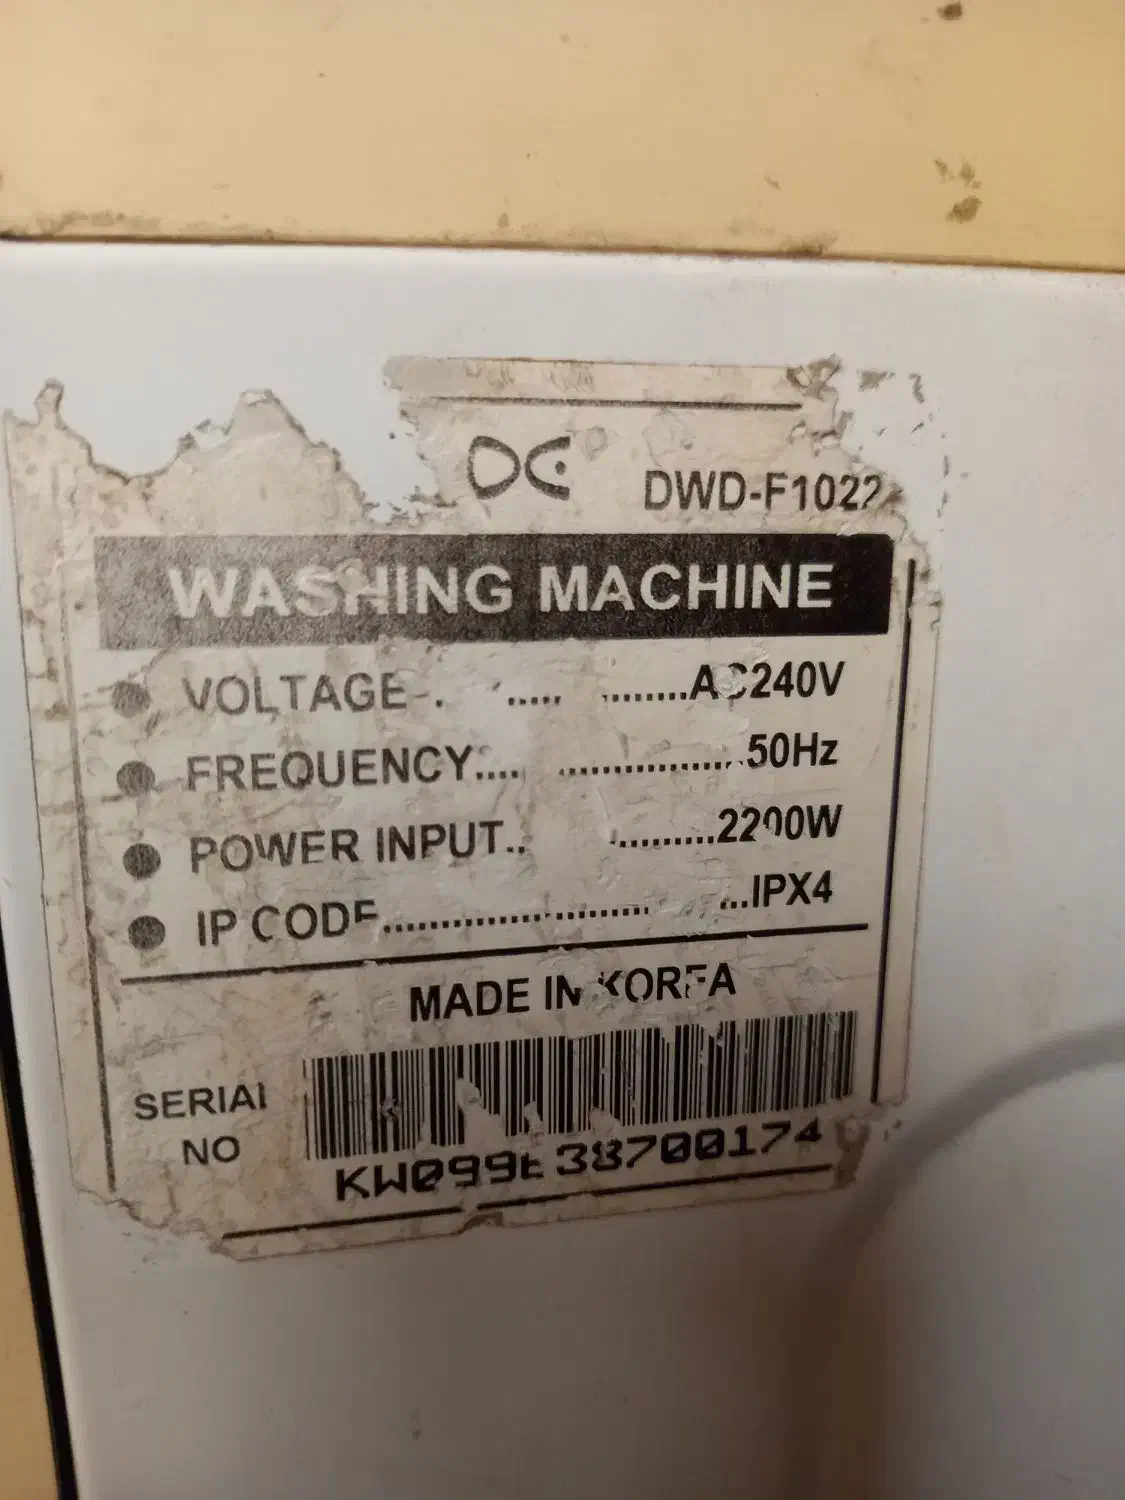 DE DWD-F1022
WASHING MACHINE
VOLTAGE AC240V
FREQUENCY 50Hz
POWER INPUT 2200W
IP CODE IPX4
MADE IN KOREA
SERIAL
NO
KW099E38700174